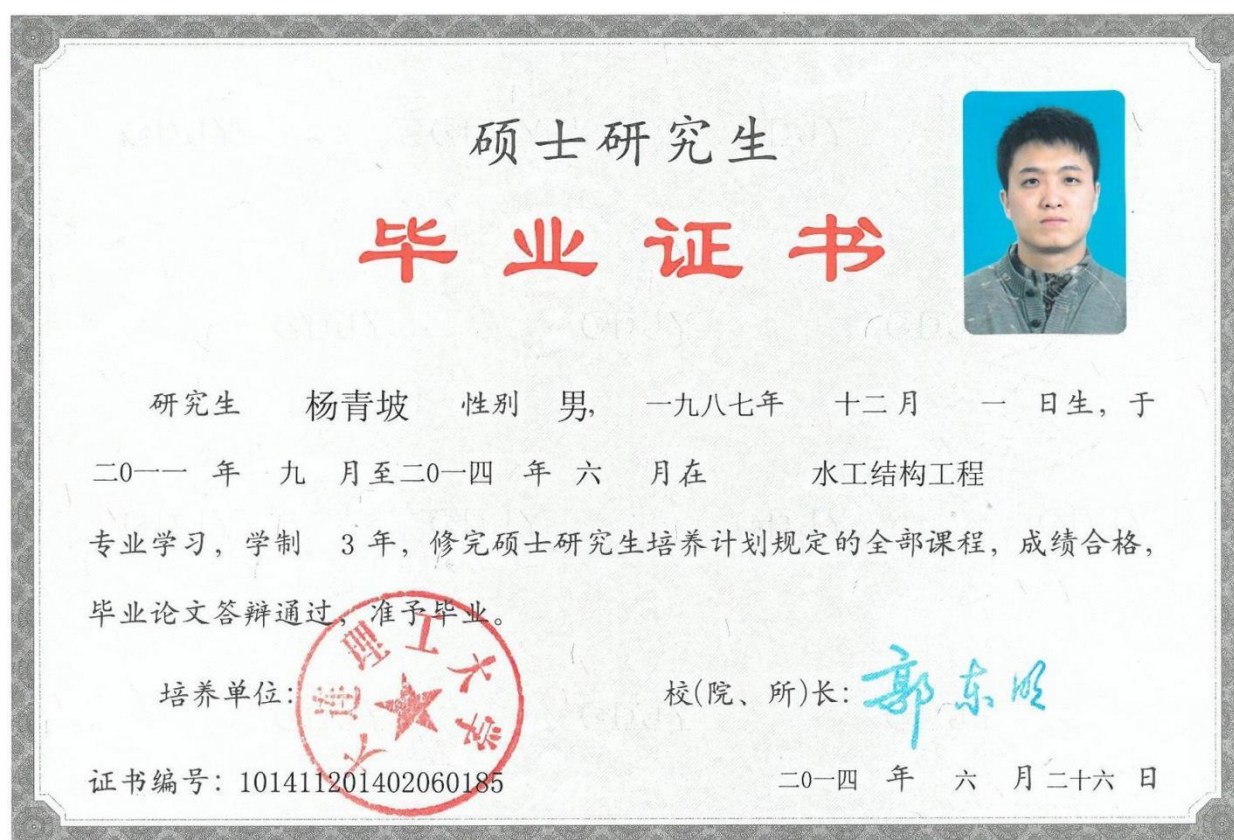 硕士研究生
毕业证书
研究生 杨青坡 性别 男, 一九八七年 十二月 一 日生, 于
二0一一 年 九 月至二0一四 年 六 月在 水工结构工程
专业学习, 学制 3 年, 修完硕士研究生培养计划规定的全部课程, 成绩合格,
毕业论文答辩通过, 准予毕业。
大连理工大学
培养单位: 校(院、所)长: 郭东明
证书编号: 101411201402060185 二0一四 年 六 月二十六 日